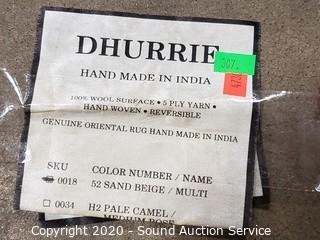 DHURRIE
HAND MADE IN INDIA
100% WOOL SURFACE • 5 PLY YARN •
HAND WOVEN • REVERSIBLE
GENUINE ORIENTAL RUG HAND MADE IN INDIA
SKU COLOR NUMBER / NAME
0018 52 SAND BEIGE / MULTI
0034 H2 PALE CAMEL /
MEDIUM ROSE
Copyright 2020 - Sound Auction Service